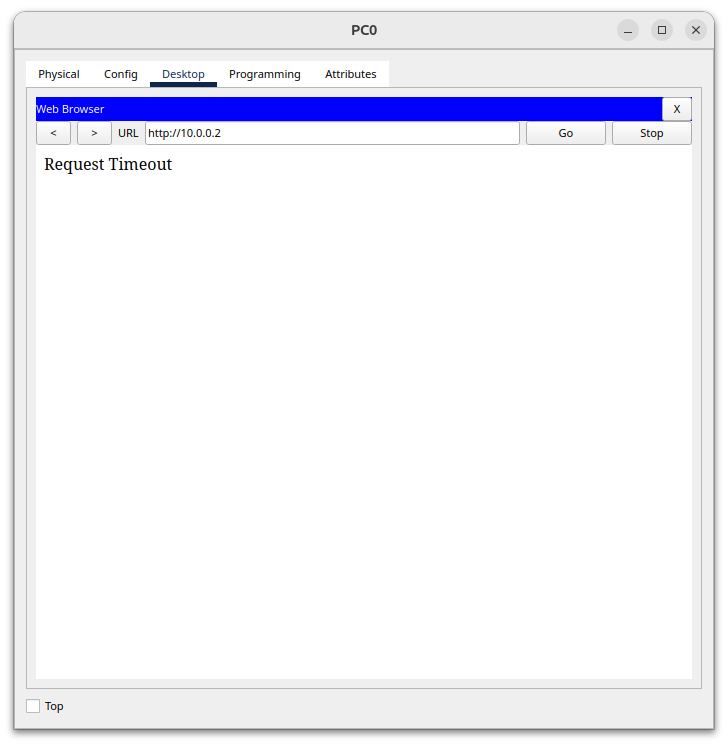 PC0
Physical Config Desktop Programming Attributes
Web Browser X
< > URL http://10.0.0.2 Go Stop
Request Timeout
Top